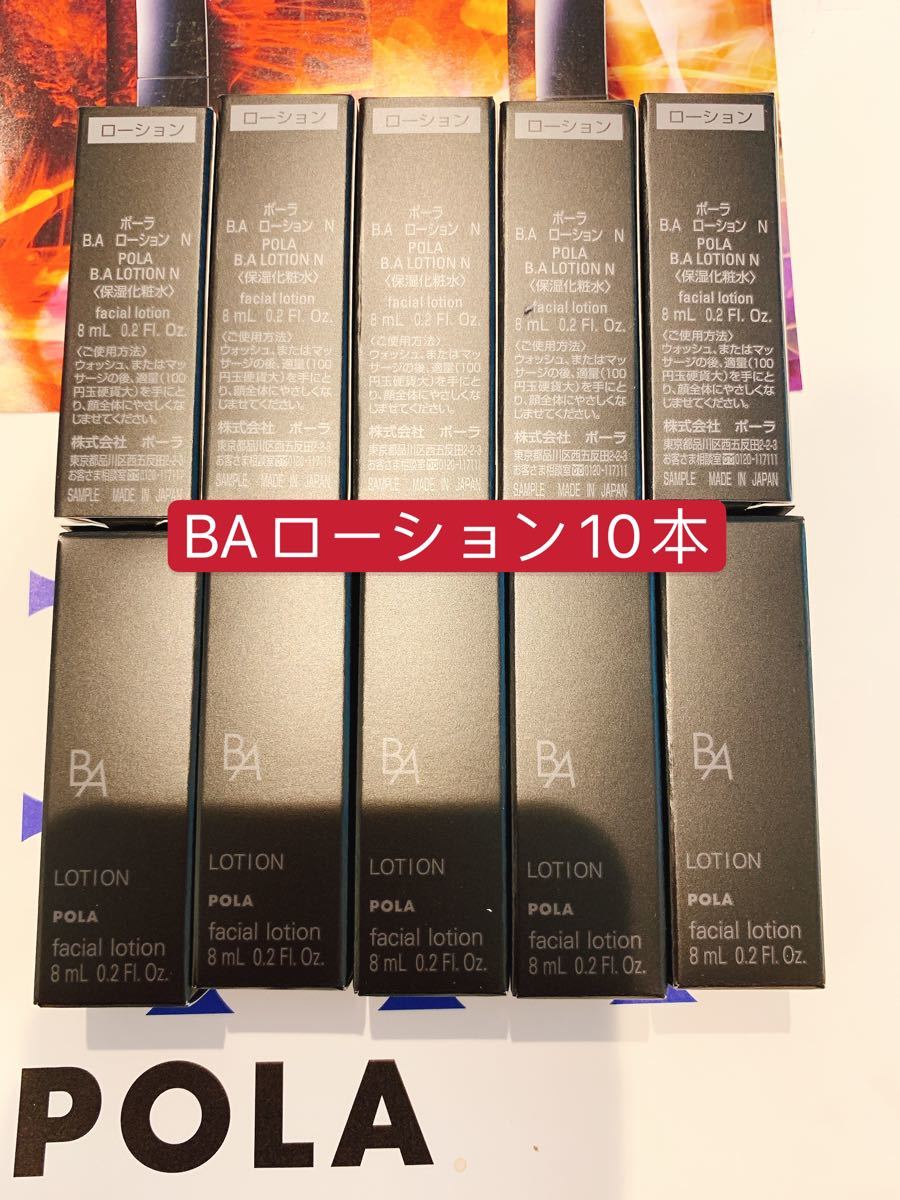 ローション
ポーラ
B.A ローション N
POLA
B.A LOTION N
〈保湿化粧水〉
facial lotion
8 mL 0.2 Fl. Oz.
〈ご使用方法〉
ウォッシュ、またはマッ
サージの後、適量(100
円玉硬貨大)を手にと
り、顔全体にやさしくな
じませてください。
株式会社 ポーラ
東京都品川区西五反田2-2-3
お客さま相談室 0120-117111
SAMPLE MADE IN JAPAN
ローション
ポーラ
B.A ローション N
POLA
B.A LOTION N
〈保湿化粧水〉
facial lotion
8 mL 0.2 Fl. Oz.
〈ご使用方法〉
ウォッシュ、またはマッ
サージの後、適量(100
円玉硬貨大)を手にと
り、顔全体にやさしくな
じませてください。
株式会社 ポーラ
東京都品川区西五反田2-2-3
お客さま相談室 0120-117111
SAMPLE MADE IN JAPAN
ローション
ポーラ
B.A ローション N
POLA
B.A LOTION N
〈保湿化粧水〉
facial lotion
8 mL 0.2 Fl. Oz.
〈ご使用方法〉
ウォッシュ、またはマッ
サージの後、適量(100
円玉硬貨大)を手にと
り、顔全体にやさしくな
じませてください。
株式会社 ポーラ
東京都品川区西五反田2-2-3
お客さま相談室 0120-117111
SAMPLE MADE IN JAPAN
ローション
ポーラ
B.A ローション N
POLA
B.A LOTION N
〈保湿化粧水〉
facial lotion
8 mL 0.2 Fl. Oz.
〈ご使用方法〉
ウォッシュ、またはマッ
サージの後、適量(100
円玉硬貨大)を手にと
り、顔全体にやさしくな
じませてください。
株式会社 ポーラ
東京都品川区西五反田2-2-3
お客さま相談室 0120-117111
SAMPLE MADE IN JAPAN
ローション
ポーラ
B.A ローション N
POLA
B.A LOTION N
〈保湿化粧水〉
facial lotion
8 mL 0.2 Fl. Oz.
〈ご使用方法〉
ウォッシュ、またはマッ
サージの後、適量(100
円玉硬貨大)を手にと
り、顔全体にやさしくな
じませてください。
株式会社 ポーラ
東京都品川区西五反田2-2-3
お客さま相談室 0120-117111
SAMPLE MADE IN JAPAN
BAローション10本
BA
LOTION
POLA
facial lotion
8 mL 0.2 Fl. Oz.
BA
LOTION
POLA
facial lotion
8 mL 0.2 Fl. Oz.
BA
LOTION
POLA
facial lotion
8 mL 0.2 Fl. Oz.
BA
LOTION
POLA
facial lotion
8 mL 0.2 Fl. Oz.
BA
LOTION
POLA
facial lotion
8 mL 0.2 Fl. Oz.
POLA